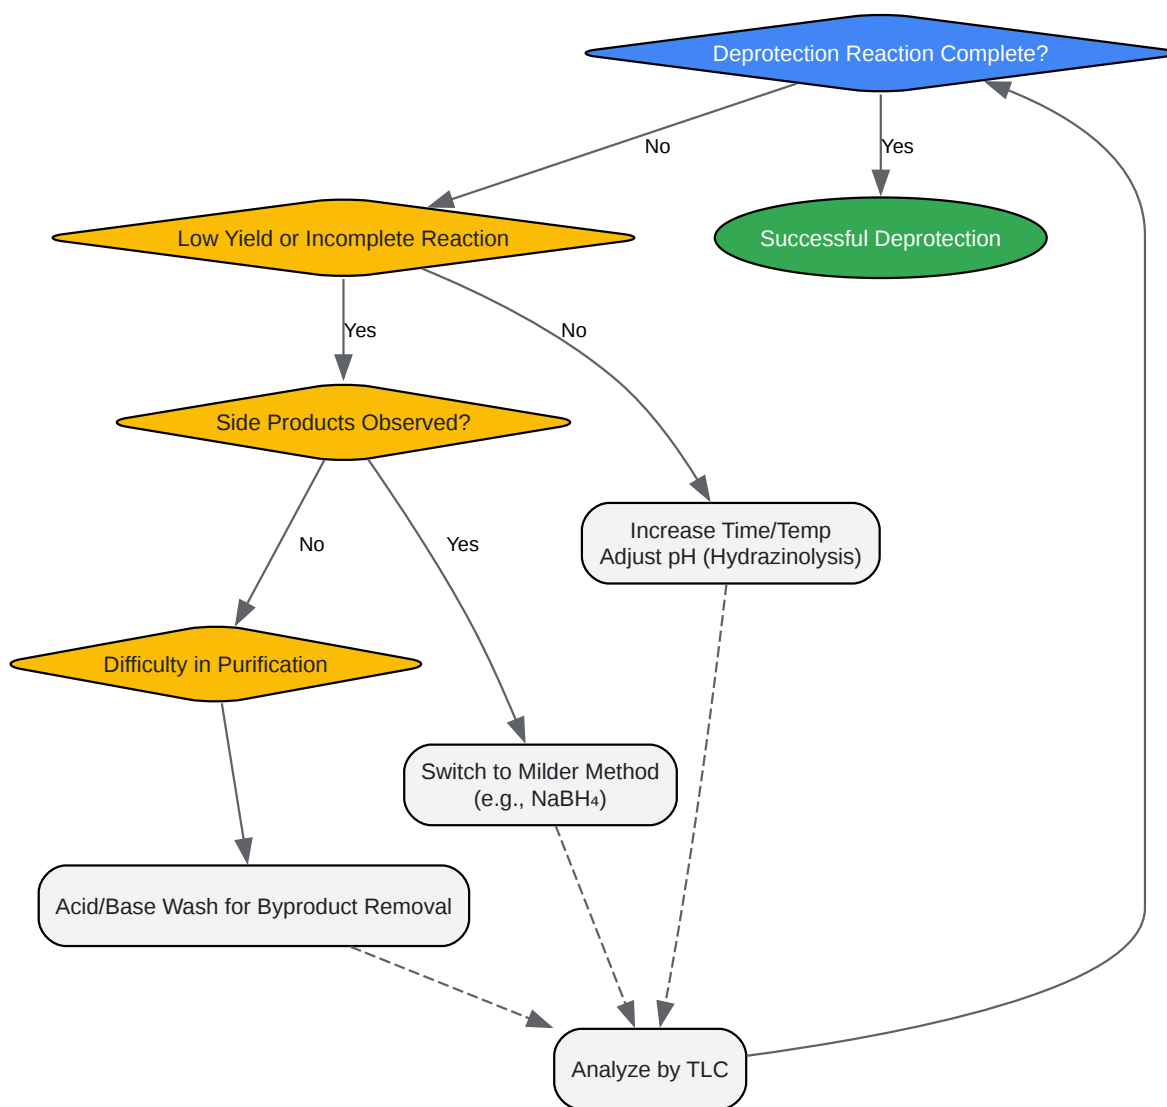 Deprotection Reaction Complete?
No
Yes
Low Yield or Incomplete Reaction
Successful Deprotection
Yes
No
Side Products Observed?
Increase Time/Temp
Adjust pH (Hydrazinolysis)
No
Yes
Difficulty in Purification
Switch to Milder Method
(e.g., NaBH₄)
Acid/Base Wash for Byproduct Removal
Analyze by TLC